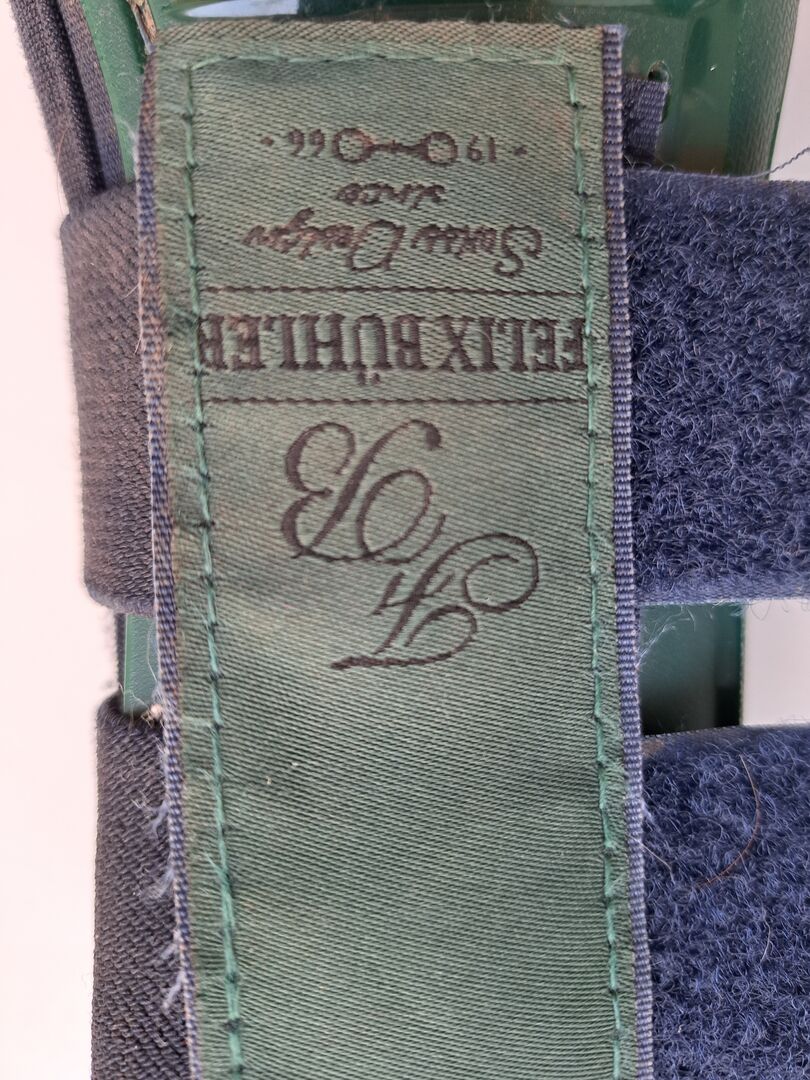 FB
FELIX BÜHLER
Swiss Design
since
· 19 66 ·